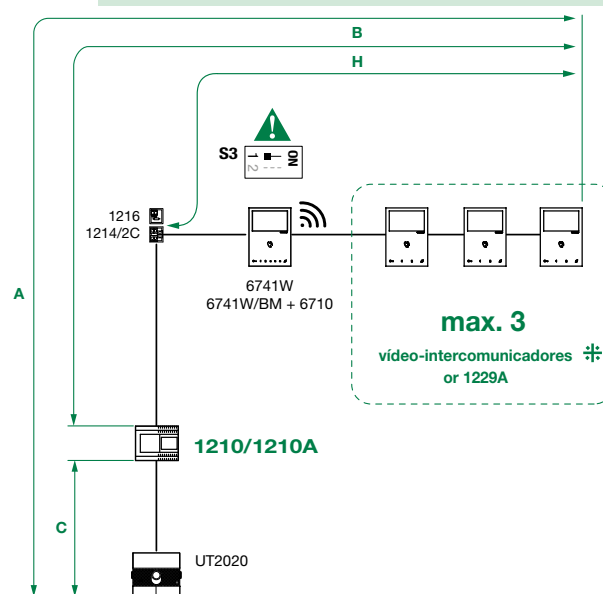 B
H
S3
1
2
ON
1216
1214/2C
A
6741W
6741W/BM + 6710
max. 3
vídeo-intercomunicadores
or 1229A
1210/1210A
C
UT2020